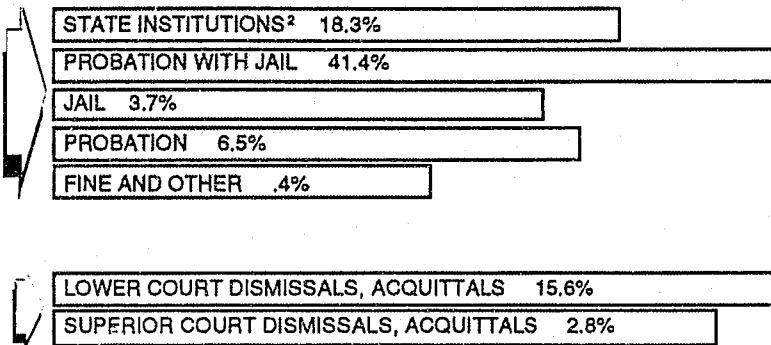 STATE INSTITUTIONS² 18.3%
PROBATION WITH JAIL 41.4%
JAIL 3.7%
PROBATION 6.5%
FINE AND OTHER .4%
LOWER COURT DISMISSALS, ACQUITTALS 15.6%
SUPERIOR COURT DISMISSALS, ACQUITTALS 2.8%